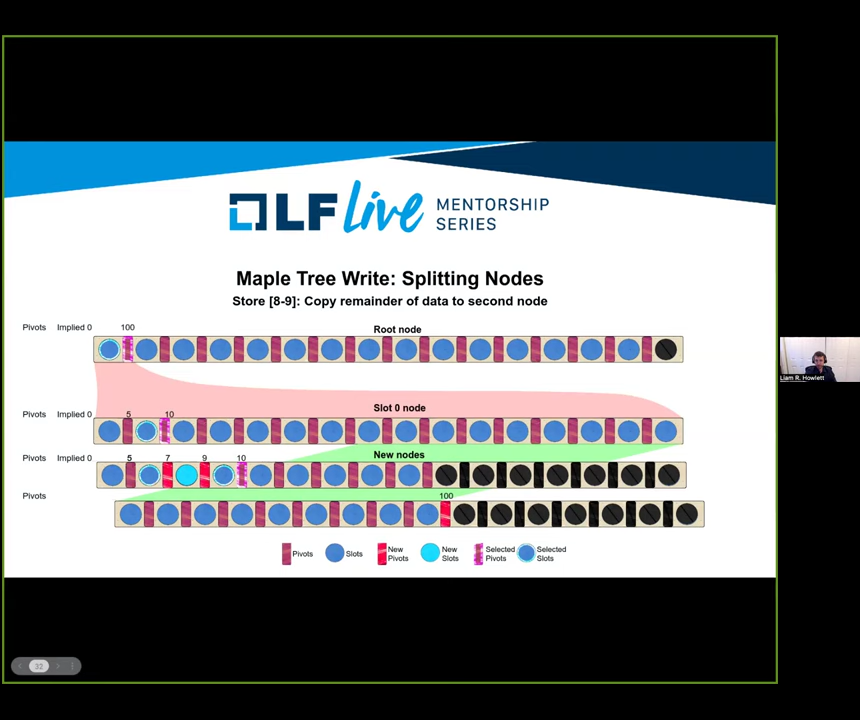 LF Live MENTORSHIP
SERIES
Maple Tree Write: Splitting Nodes
Store [8-9]: Copy remainder of data to second node
Root node
Pivots Implied 0 100
Slot 0 node
Pivots Implied 0 5 10
New nodes
Pivots Implied 0 5 7 9 10
Pivots 100
Pivots Slots New Pivots New Slots Selected Pivots Selected Slots
32
Liam R. Howlett